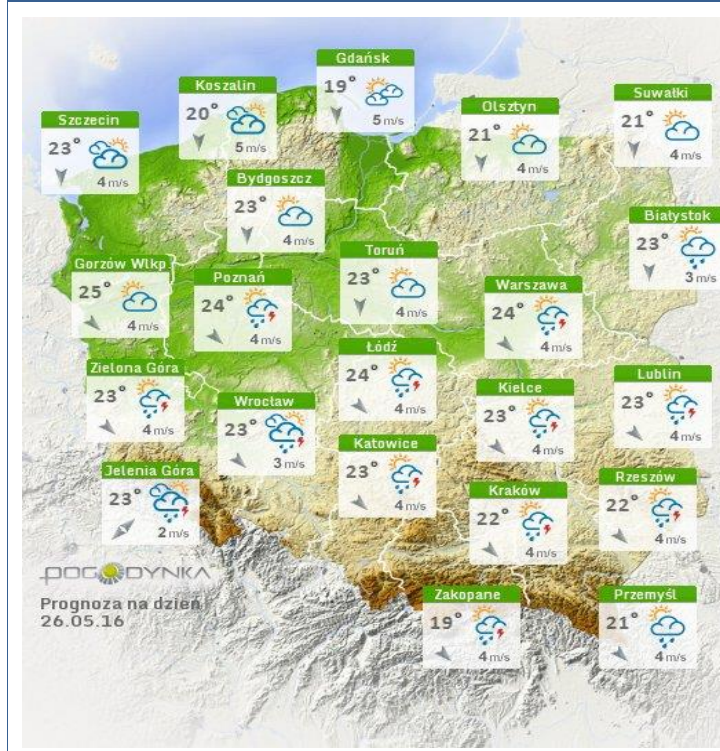 Gdańsk
19°
5 m/s
Koszalin
20°
5 m/s
Suwałki
21°
4 m/s
Olsztyn
21°
4 m/s
Szczecin
23°
4 m/s
Bydgoszcz
23°
4 m/s
Białystok
23°
3 m/s
Toruń
23°
4 m/s
Gorzów Wlkp
25°
4 m/s
Poznań
24°
4 m/s
Warszawa
24°
4 m/s
Łódź
24°
4 m/s
Zielona Góra
23°
4 m/s
Lublin
23°
4 m/s
Kielce
23°
4 m/s
Wrocław
23°
3 m/s
Katowice
23°
4 m/s
Jelenia Góra
23°
2 m/s
Rzeszów
22°
4 m/s
Kraków
22°
4 m/s
POGODYNKA
Prognoza na dzień
26.05.16
Zakopane
19°
4 m/s
Przemyśl
21°
4 m/s